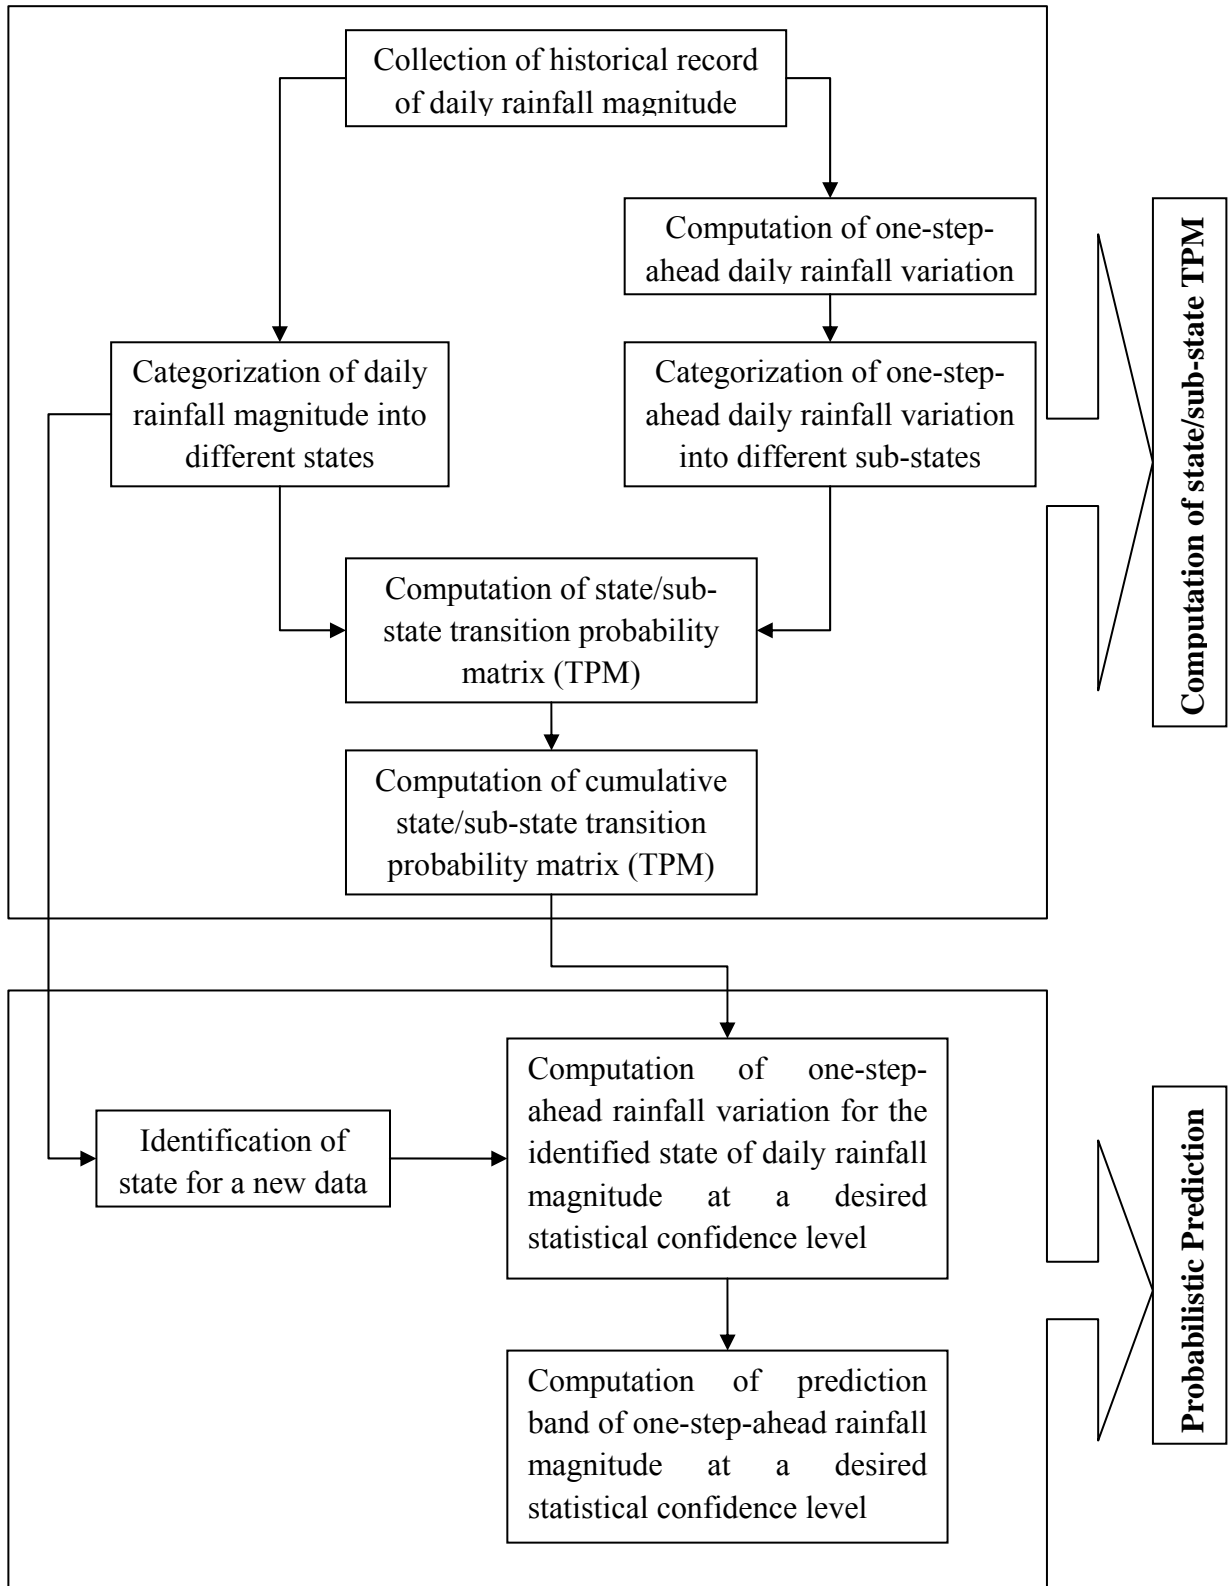 Collection of historical record
of daily rainfall magnitude
Computation of one-step-
ahead daily rainfall variation
Categorization of daily
rainfall magnitude into
different states
Categorization of one-step-
ahead daily rainfall variation
into different sub-states
Computation of state/sub-
state transition probability
matrix (TPM)
Computation of cumulative
state/sub-state transition
probability matrix (TPM)
Computation of state/sub-state TPM
Identification of
state for a new data
Computation of one-step-
ahead rainfall variation for the
identified state of daily rainfall
magnitude at a desired
statistical confidence level
Computation of prediction
band of one-step-ahead rainfall
magnitude at a desired
statistical confidence level
Probabilistic Prediction